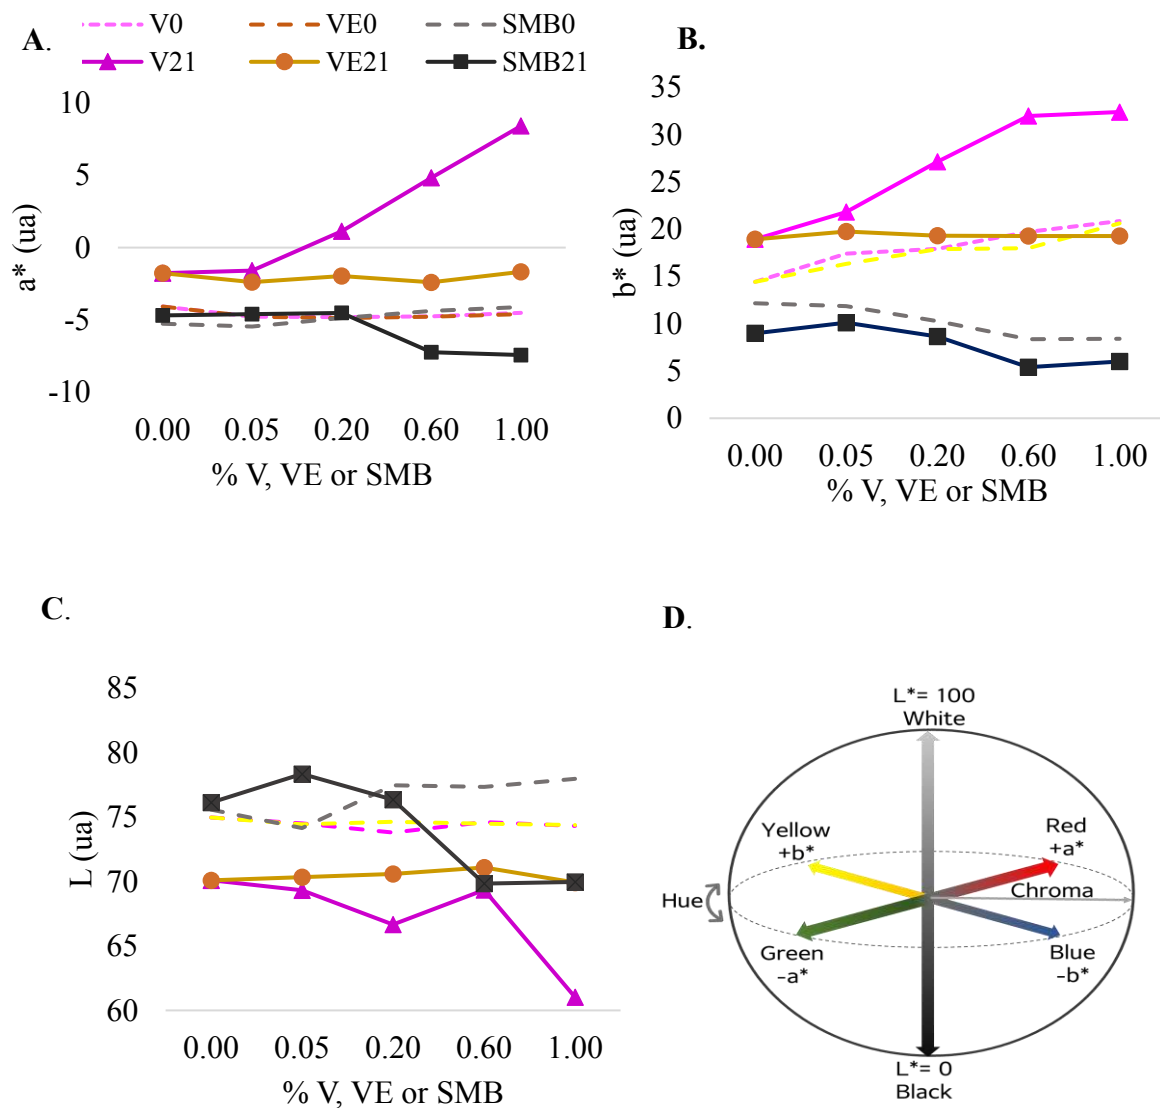 A.
V0 VE0 SMB0
V21 VE21 SMB21
10
5
0
-5
-10
a* (ua)
0.00 0.05 0.20 0.60 1.00
% V, VE or SMB
B.
35
30
25
20
15
10
5
0
b* (ua)
0.00 0.05 0.20 0.60 1.00
% V, VE or SMB
C.
85
80
75
70
65
60
L (ua)
0.00 0.05 0.20 0.60 1.00
% V, VE or SMB
D.
L*= 100
White
Yellow
+b*
Red
+a*
Chroma
Hue
Green
-a*
Blue
-b*
L*= 0
Black